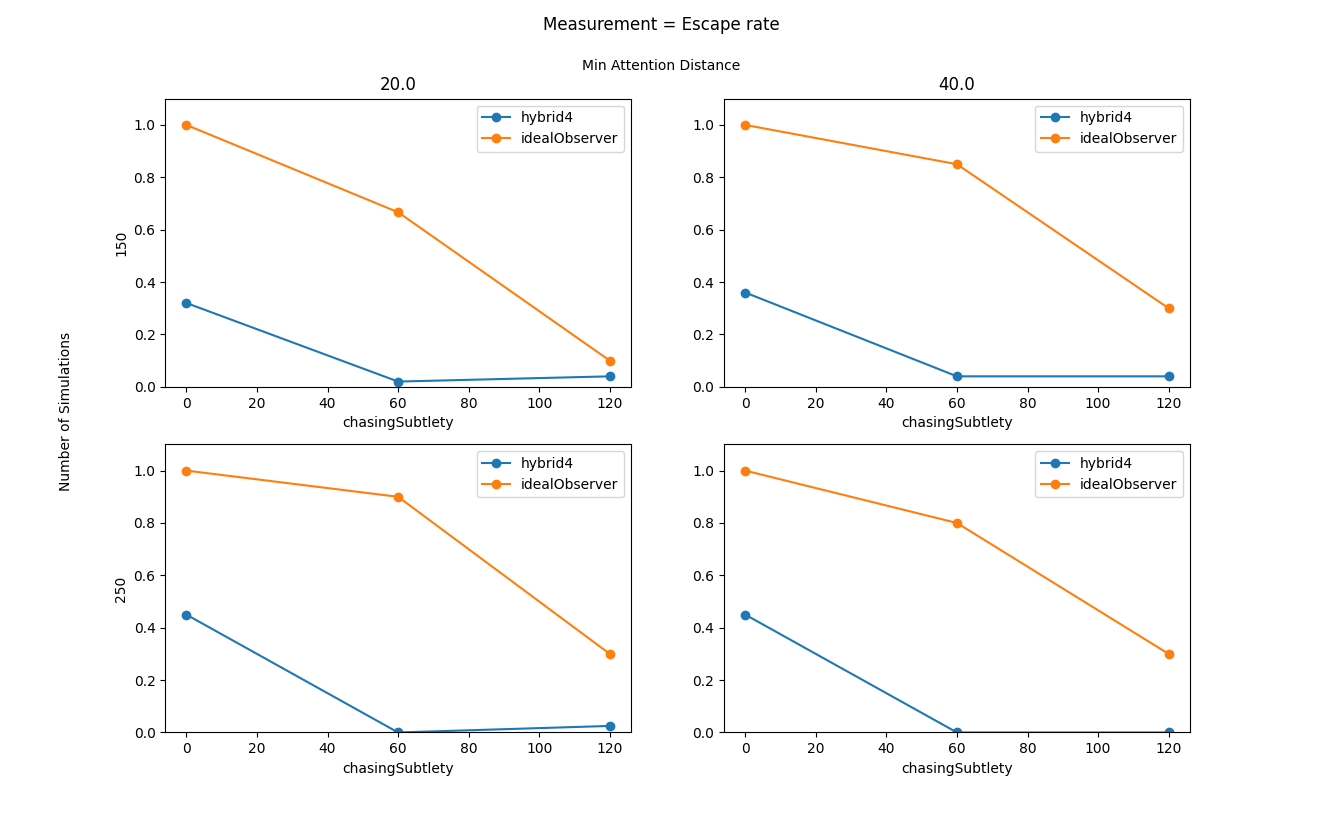 Measurement = Escape rate
Min Attention Distance
20.0
40.0
Number of Simulations
150
1.0
0.8
0.6
0.4
0.2
0.0
hybrid4
idealObserver
0 20 40 60 80 100 120
chasingSubtlety
1.0
0.8
0.6
0.4
0.2
0.0
hybrid4
idealObserver
0 20 40 60 80 100 120
chasingSubtlety
250
1.0
0.8
0.6
0.4
0.2
0.0
hybrid4
idealObserver
0 20 40 60 80 100 120
chasingSubtlety
1.0
0.8
0.6
0.4
0.2
0.0
hybrid4
idealObserver
0 20 40 60 80 100 120
chasingSubtlety